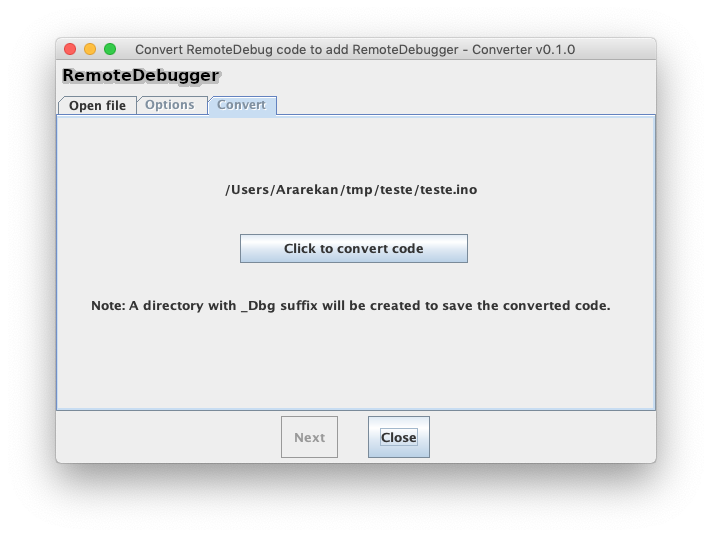 Convert RemoteDebug code to add RemoteDebugger - Converter v0.1.0
RemoteDebugger
Open file Options Convert
/Users/Ararekan/tmp/teste/teste.ino
Click to convert code
Note: A directory with _Dbg suffix will be created to save the converted code.
Next Close